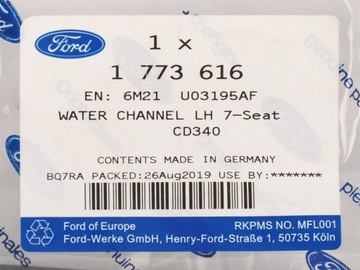 Ford
1 x
1 773 616
EN: 6M21 U03195AF
WATER CHANNEL LH 7-Seat
CD340
CONTENTS MADE IN GERMANY
BQ7RA PACKED:26Aug2019 USE BY:*******
Ford of Europe RKPMS NO. MFL001
Ford-Werke GmbH, Henry-Ford-Straße 1, 50735 Köln